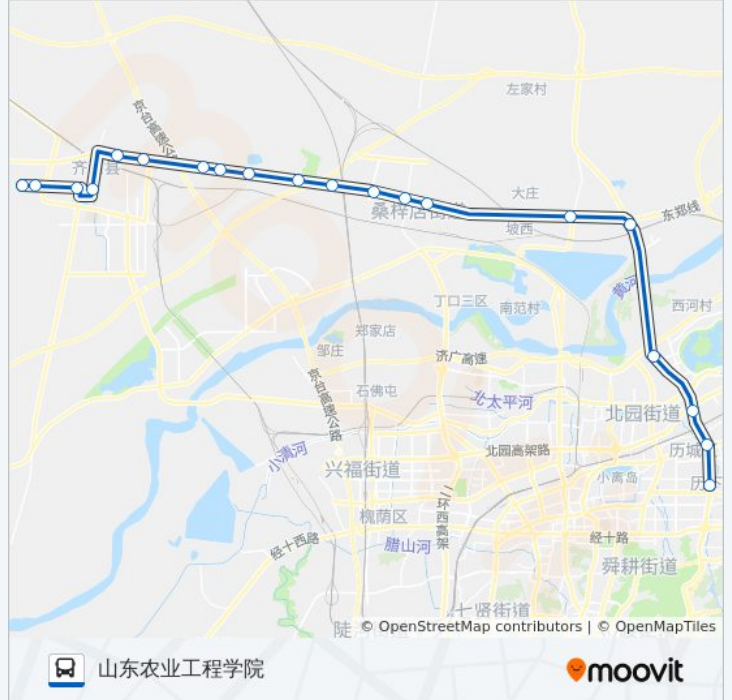 左家村
京台高速公
齐
县
大庄
桑梓店街道
东郑线
坡西
黄河
丁口三区
南范村
西河村
郑家店
邹庄
济广高速
京台高速公路
石佛屯
北太平河
北园街道
小清河
北园高架路
历城
兴福街道
小离岛
历下
二环西高架
槐荫区
经十西路
腊山河
经十路
舜耕街道
七贤街道
陡
© OpenStreetMap contributors | © OpenMapTiles
山东农业工程学院
moovit